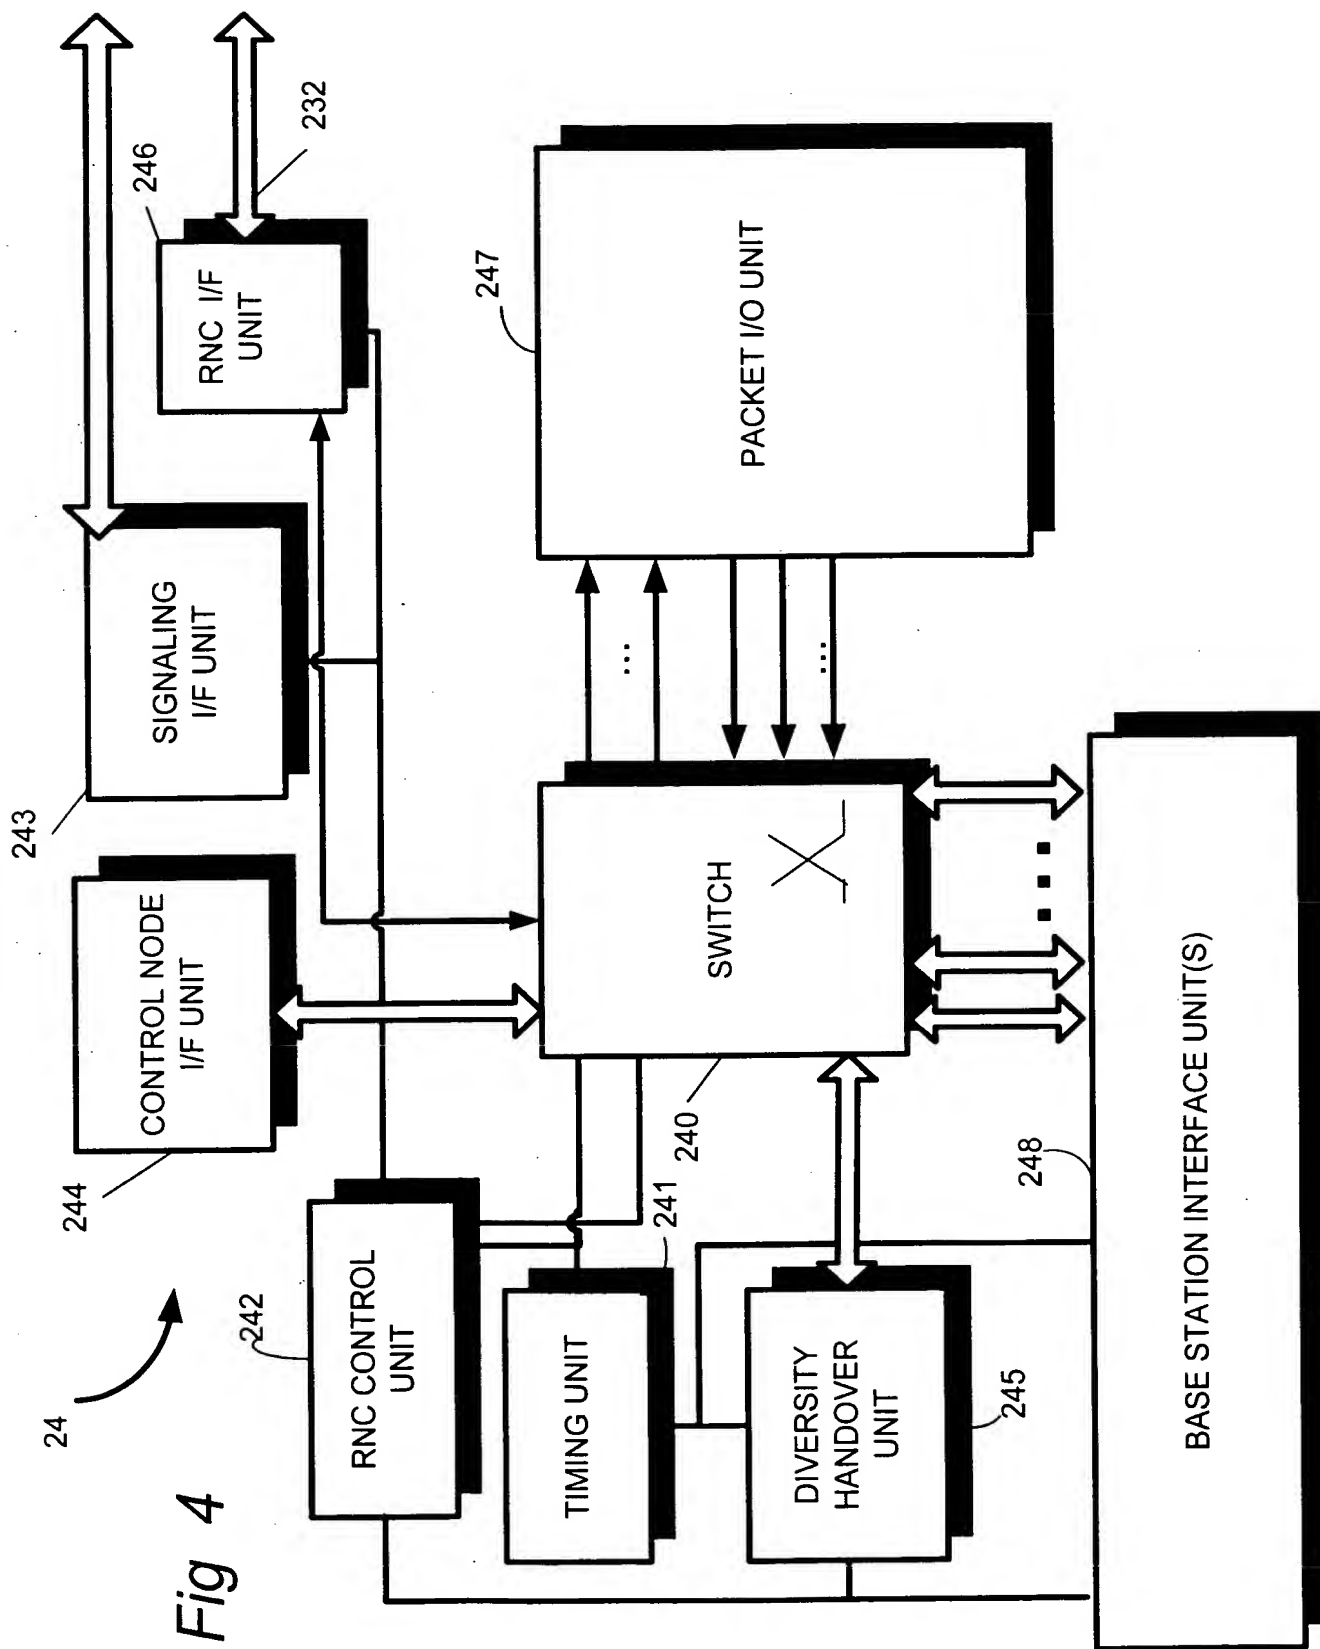 Fig 4
24
242
RNC CONTROL
UNIT
244
CONTROL NODE
I/F UNIT
243
SIGNALING
I/F UNIT
246
RNC I/F
UNIT
232
241
TIMING UNIT
240
SWITCH
247
PACKET I/O UNIT
...
...
245
DIVERSITY
HANDOVER
UNIT
248
BASE STATION INTERFACE UNIT(S)